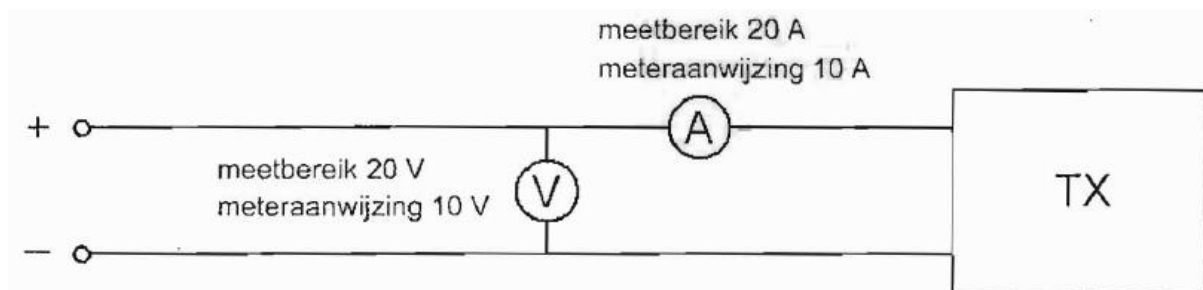 meetbereik 20 A
meteraanwijzing 10 A
+
A
meetbereik 20 V
meteraanwijzing 10 V
V
TX
—